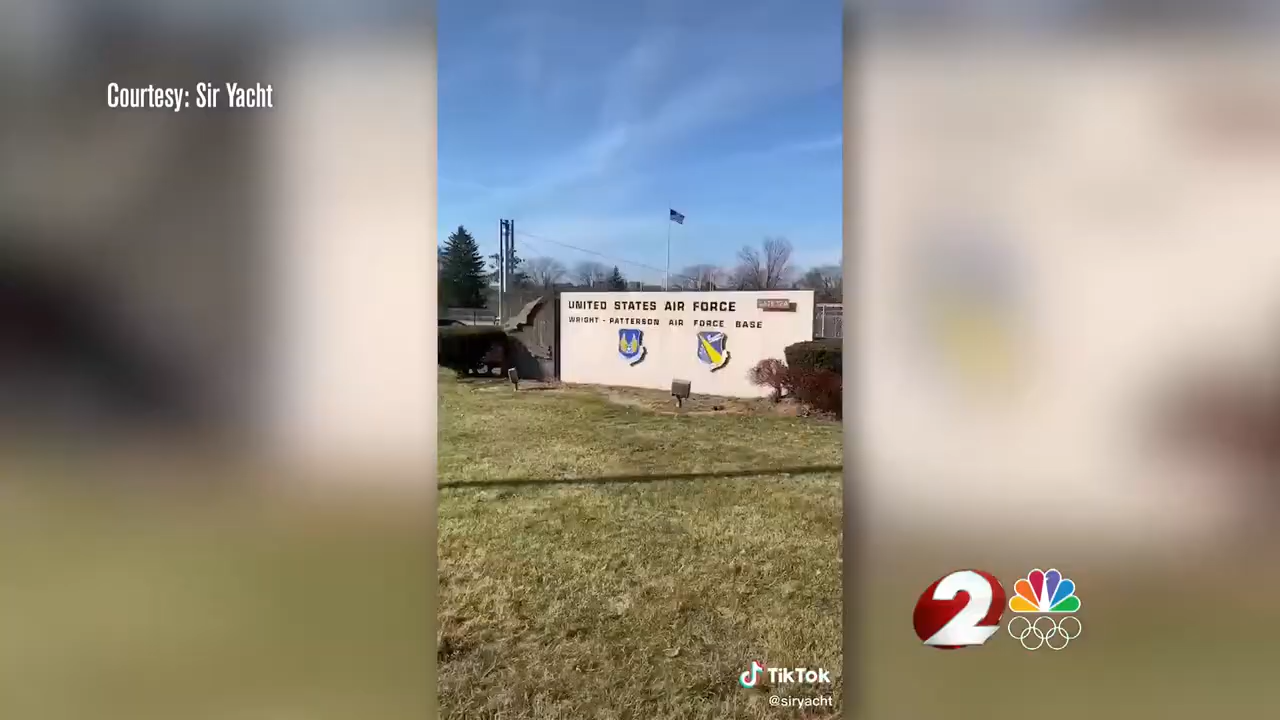 Courtesy: Sir Yacht
UNITED STATES AIR FORCE
WRIGHT-PATTERSON AIR FORCE BASE
2
TikTok
@siryacht